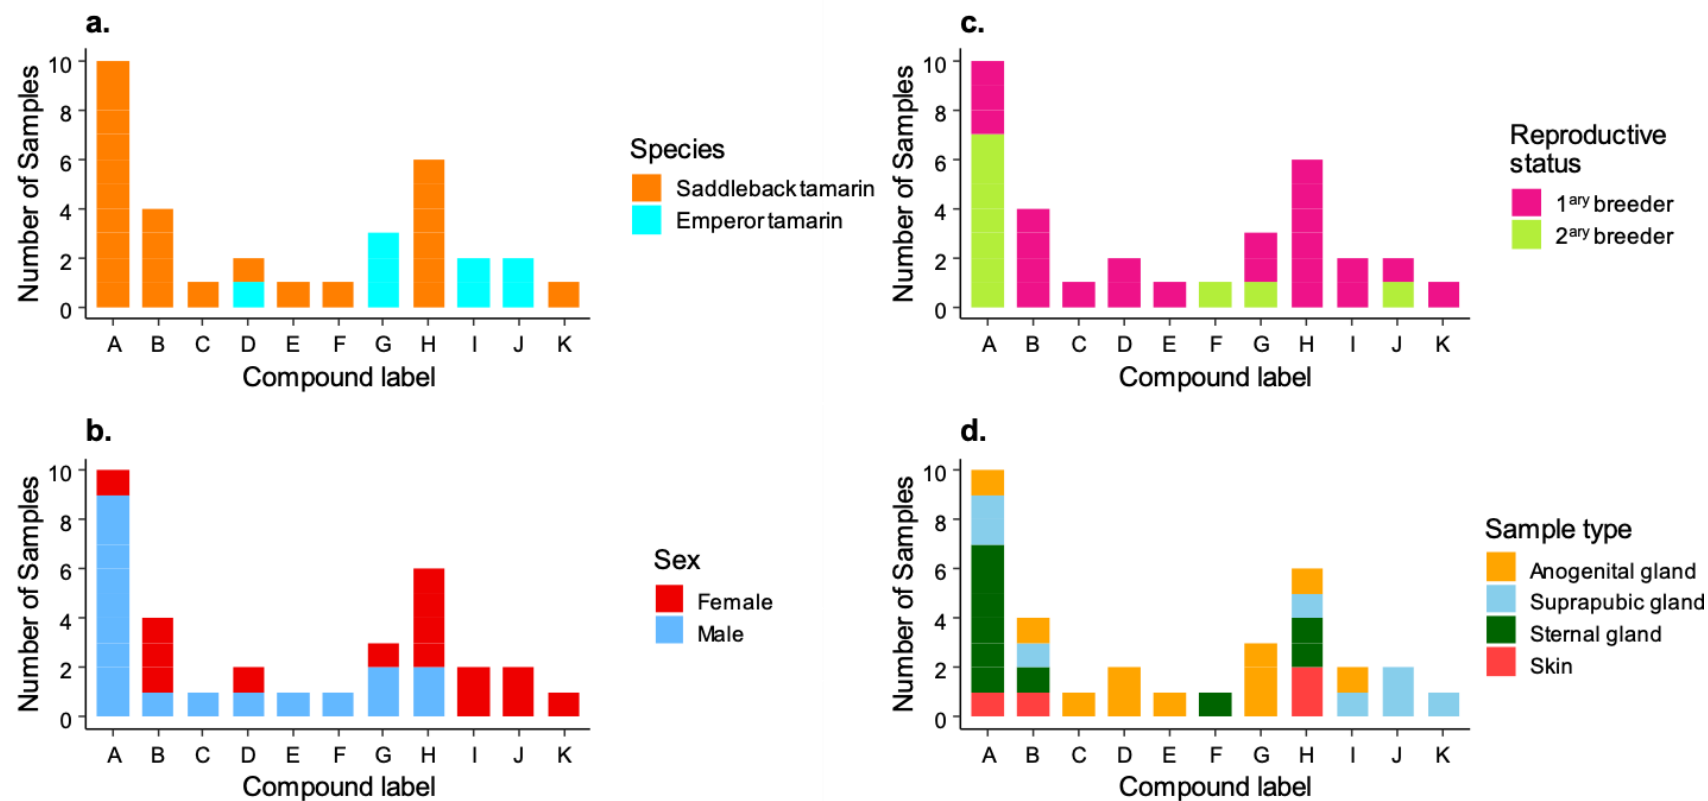 a.
Number of Samples
10
8
6
4
2
0
A B C D E F G H I J K
Compound label
Species
Saddleback tamarin
Emperor tamarin
c.
Number of Samples
10
8
6
4
2
0
A B C D E F G H I J K
Compound label
Reproductive
status
1ary breeder
2ary breeder
b.
Number of Samples
10
8
6
4
2
0
A B C D E F G H I J K
Compound label
Sex
Female
Male
d.
Number of Samples
10
8
6
4
2
0
A B C D E F G H I J K
Compound label
Sample type
Anogenital gland
Suprapubic gland
Sternal gland
Skin